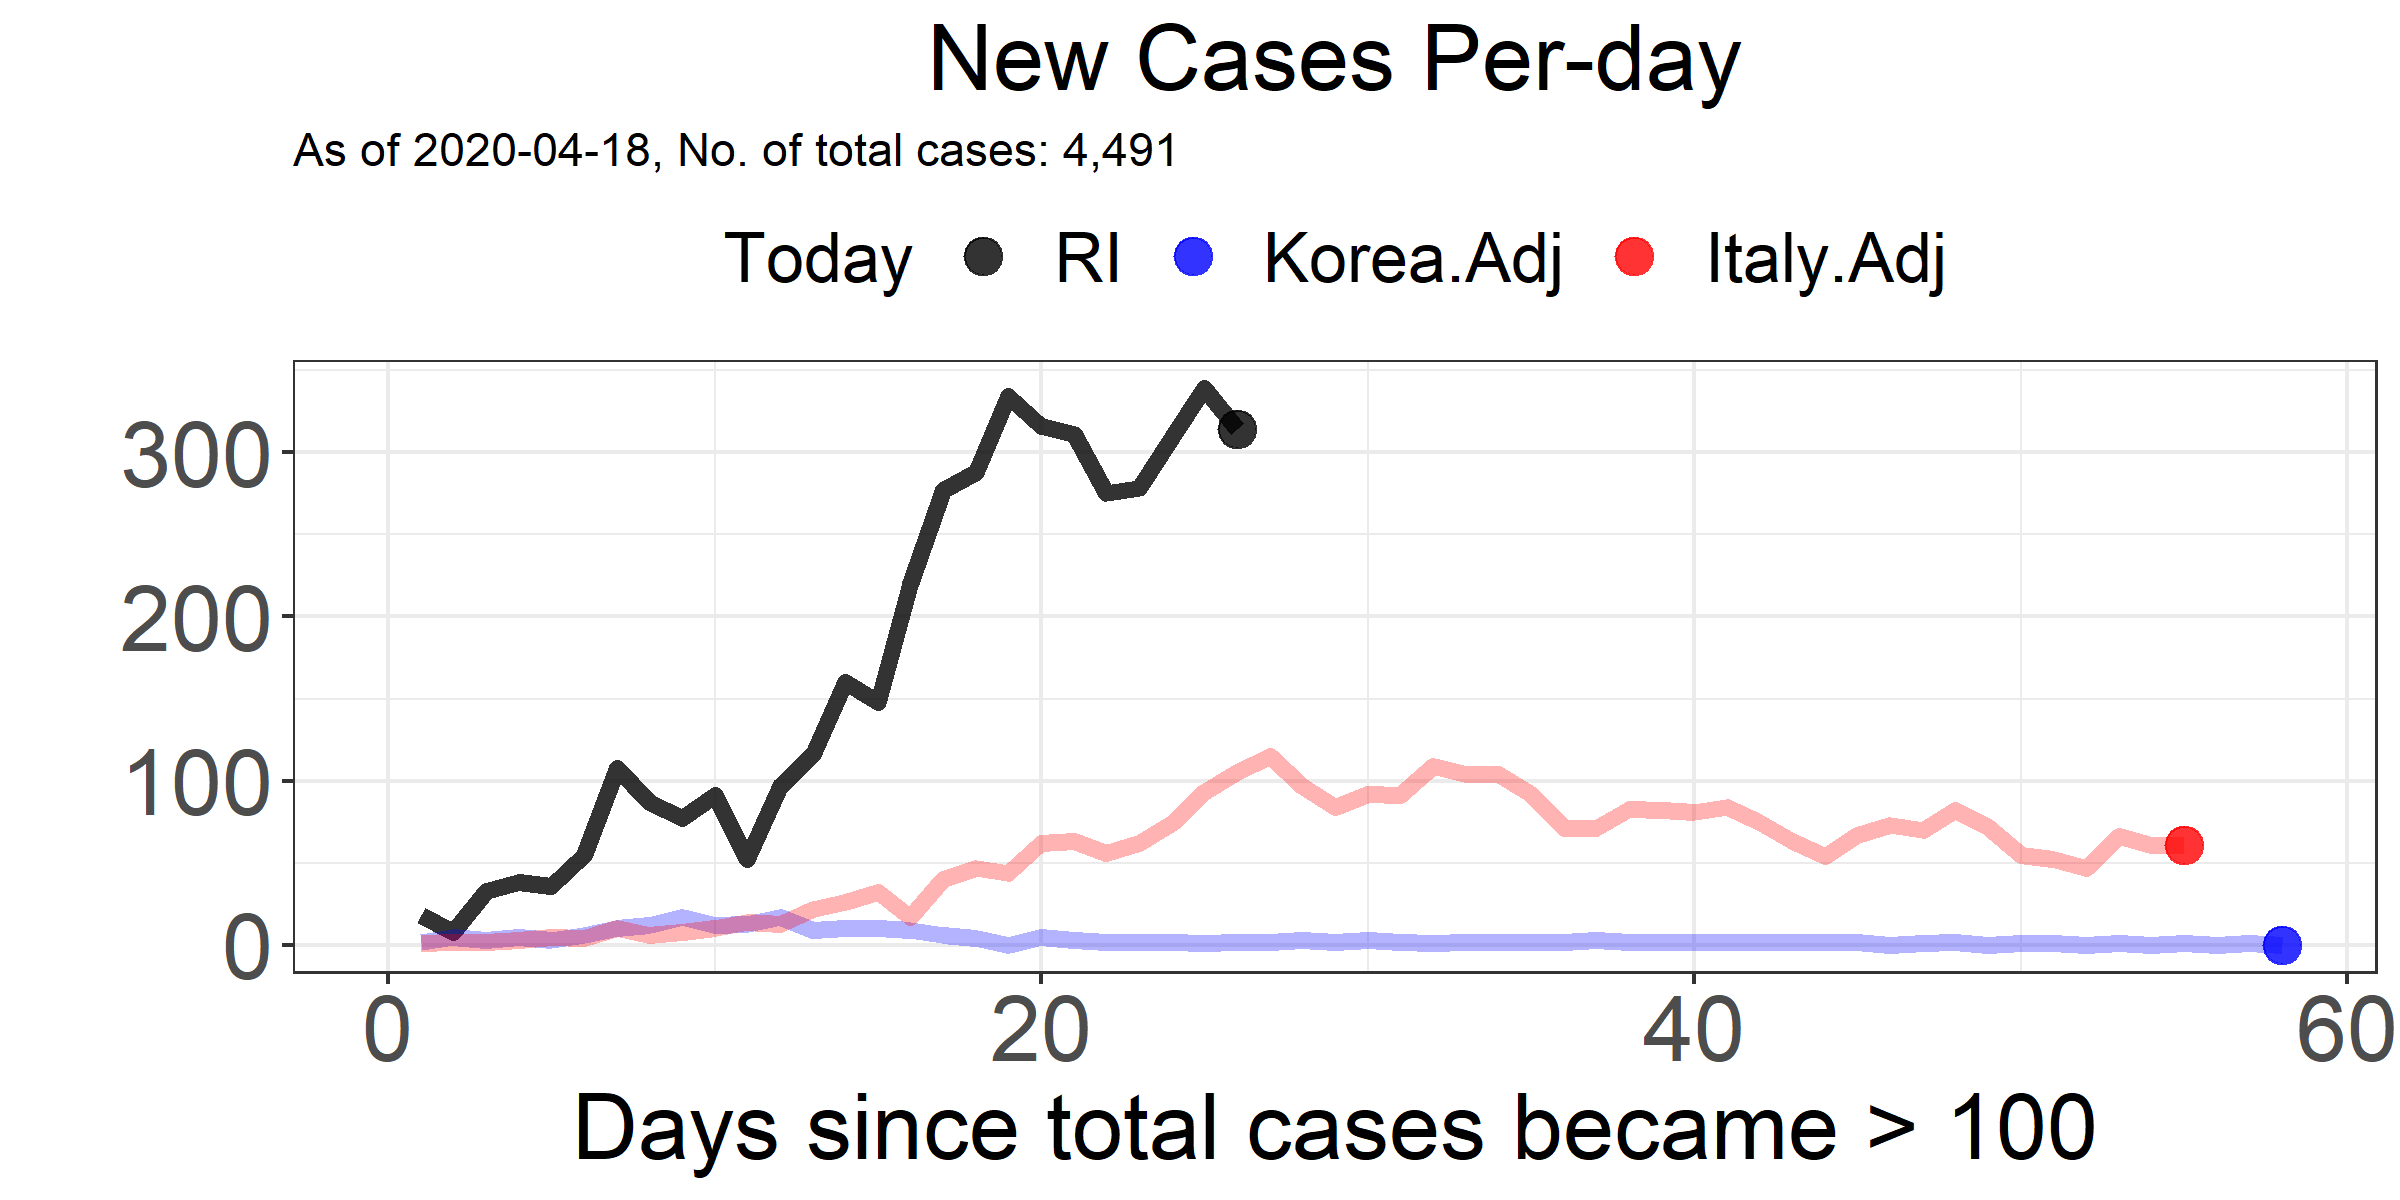 New Cases Per-day
As of 2020-04-18, No. of total cases: 4,491
Today RI Korea.Adj Italy.Adj
300
200
100
0
0 20 40 60
Days since total cases became > 100